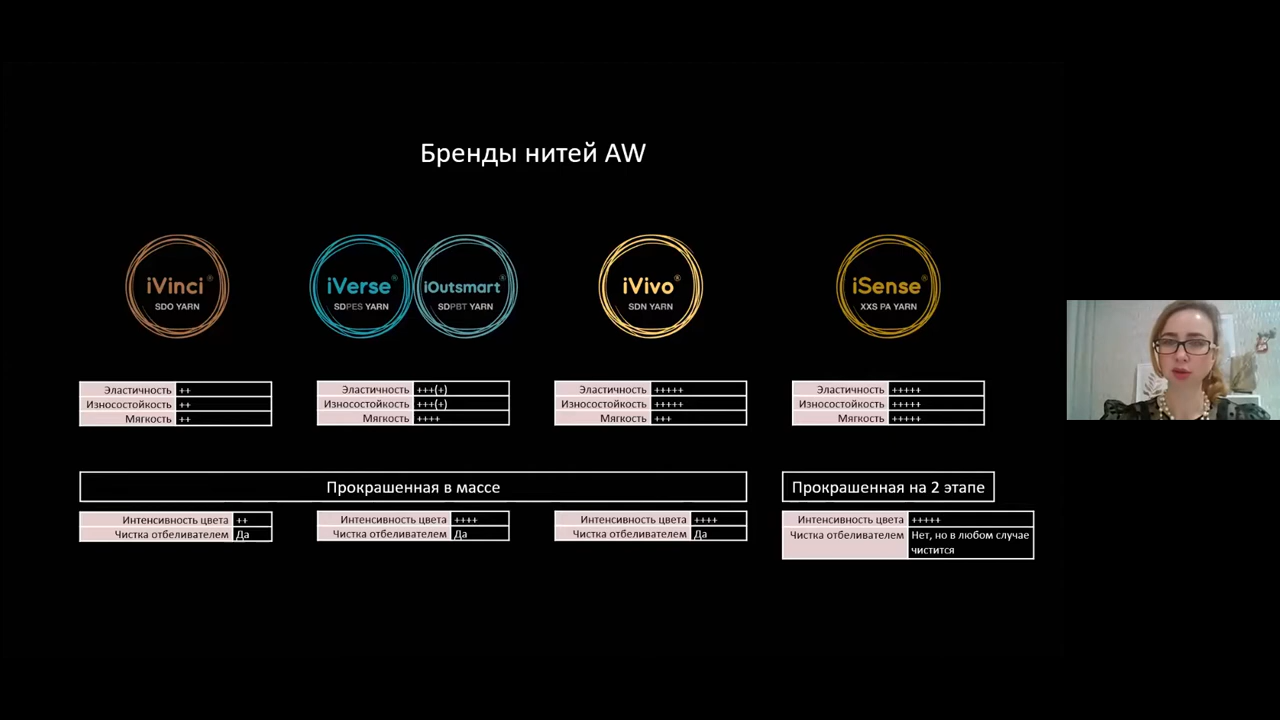 Бренды нитей AW
iVinci®
SDO YARN
iVerse®
SDPES YARN
iOutsmart®
SDPBT YARN
iVivo®
SDN YARN
iSense®
XXS PA YARN
Эластичность ++
Износостойкость ++
Мягкость ++
Эластичность +++(+)
Износостойкость +++(+)
Мягкость ++++
Эластичность +++++
Износостойкость +++++
Мягкость +++
Эластичность +++++
Износостойкость +++++
Мягкость +++++
Прокрашенная в массе
Прокрашенная на 2 этапе
Интенсивность цвета ++
Чистка отбеливателем Да
Интенсивность цвета ++++
Чистка отбеливателем Да
Интенсивность цвета ++++
Чистка отбеливателем Да
Интенсивность цвета +++++
Чистка отбеливателем Нет, но в любом случае
чистится